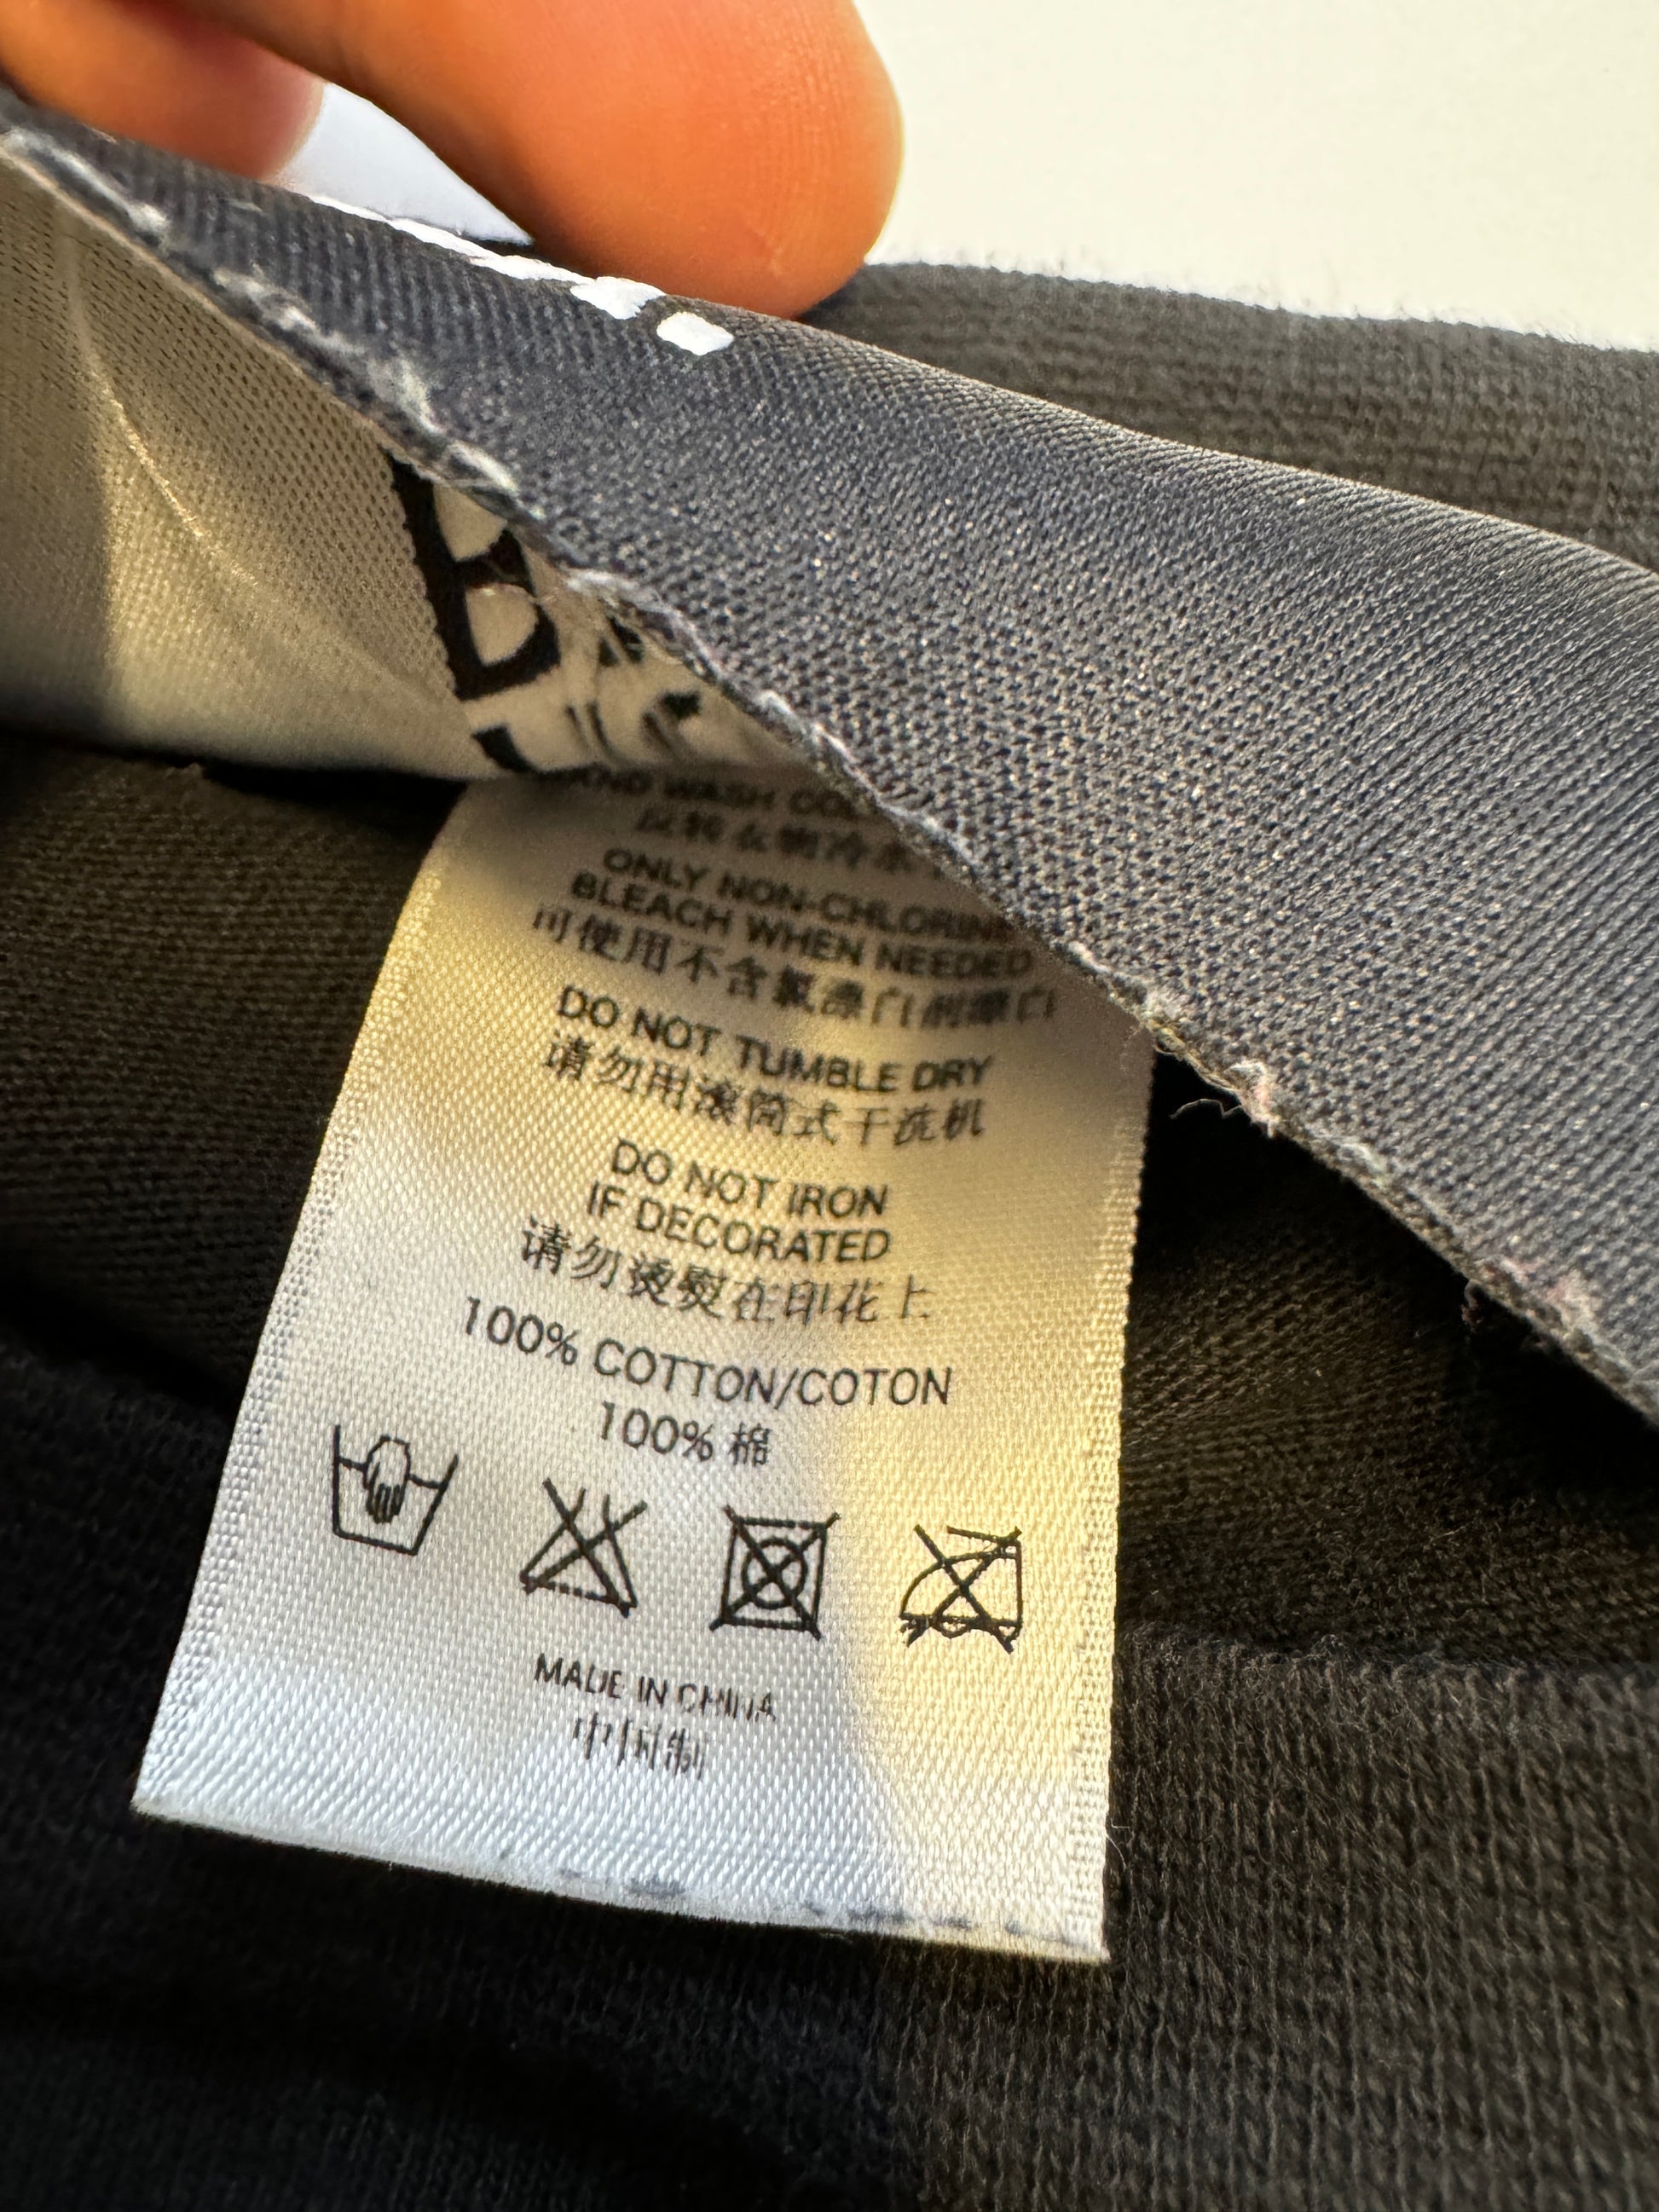 WASH
反转衣物冷水
ONLY NON-CHLORIN
BLEACH WHEN NEEDED
可使用不含氯漂白剂漂白
DO NOT TUMBLE DRY
请勿用滚筒式干洗机
DO NOT IRON
IF DECORATED
请勿烫熨在印花上
100% COTTON/COTON
100% 棉
MADE IN CHINA
中国制